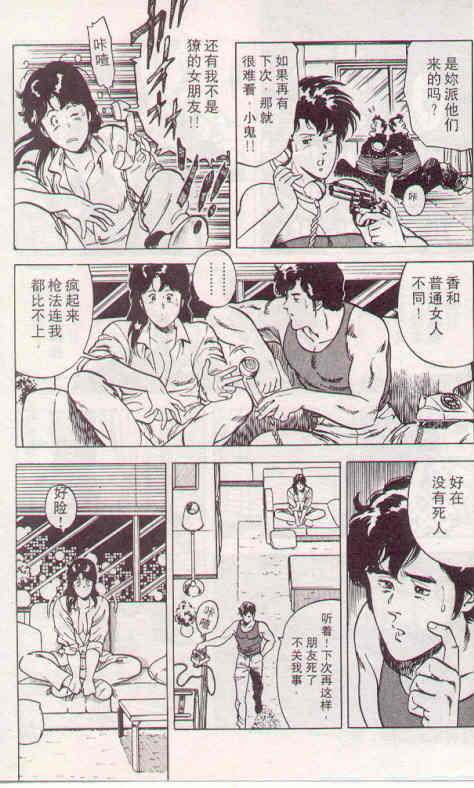 是妳派他们
来的吗？
如果再有
下次，那就
很难看，小鬼！！
咔
还有我不是
獠的女朋友！！
咔喳
香和
普通女人
不同！
…………
疯起来
枪法连我
都比不上．
好在
没有死人
听着！下次再这样，
朋友死了
不关我事．
咔喳
好险！